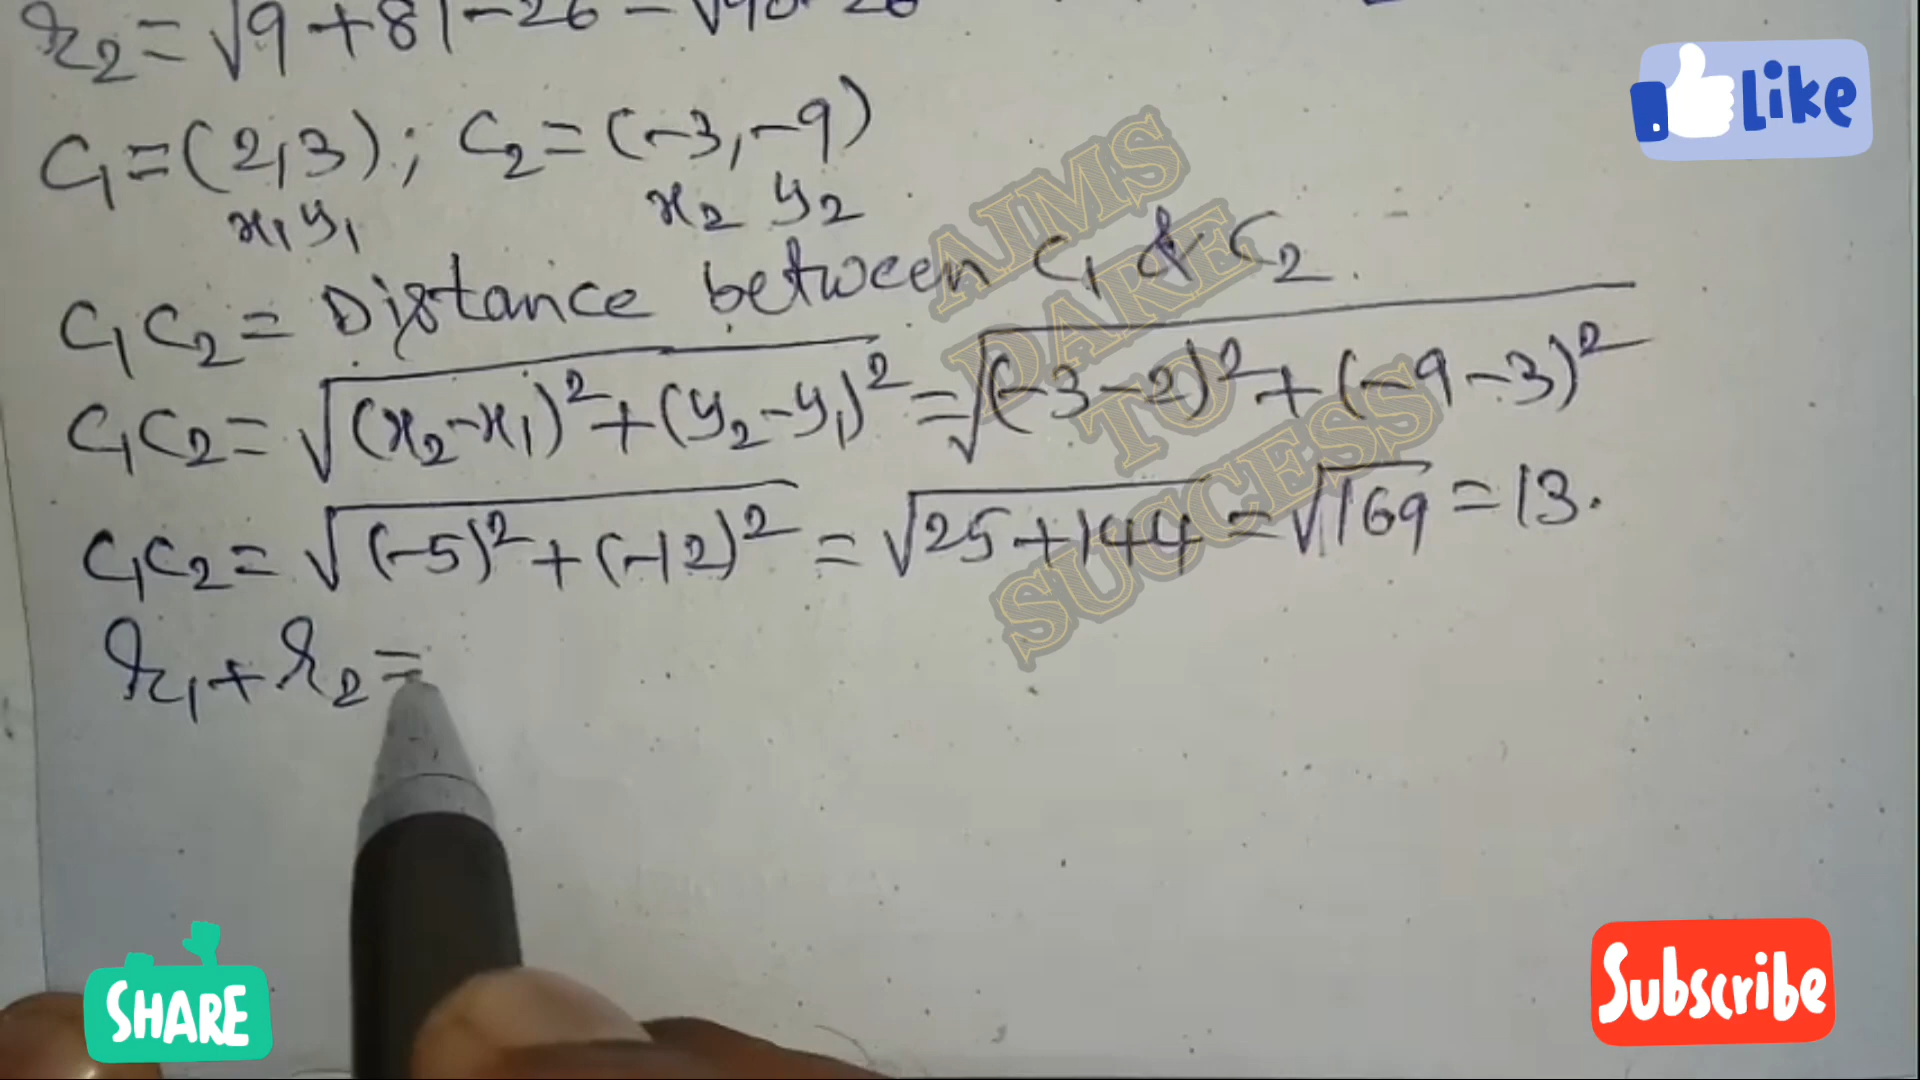 r₂ = √9+81-26 = √90-26
C₁ = (2,3) ; C₂ = (-3,-9)
x₁ y₁ x₂ y₂
C₁C₂ = Distance between C₁ & C₂.
C₁C₂ = √(x₂-x₁)²+(y₂-y₁)² = √(-3-2)²+(-9-3)²
C₁C₂ = √(-5)²+(-12)² = √25+144 = √169 = 13.
r₁+r₂ =
Like
AIMS
DARE
TO
SUCCESS
SHARE
Subscribe